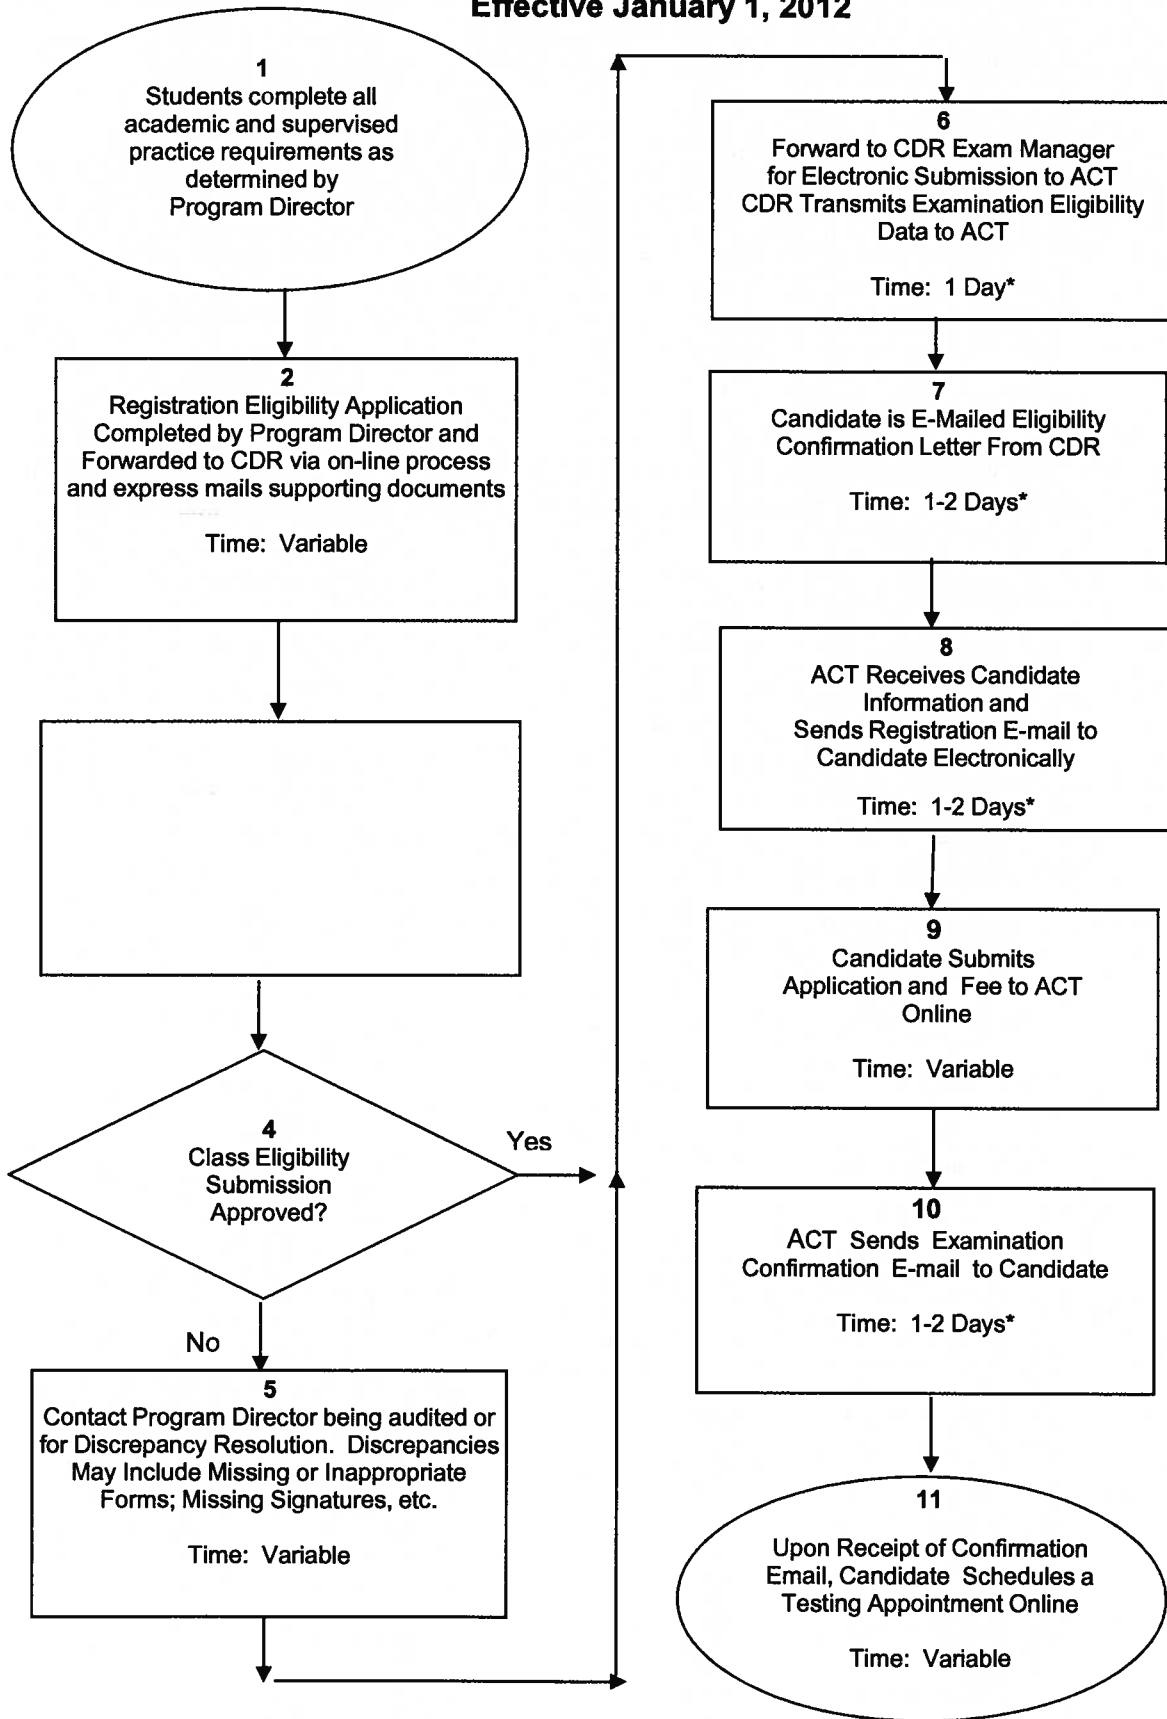 Effective January 1, 2012
1
Students complete all
academic and supervised
practice requirements as
determined by
Program Director
2
Registration Eligibility Application
Completed by Program Director and
Forwarded to CDR via on-line process
and express mails supporting documents
Time: Variable
4
Class Eligibility
Submission
Approved?
Yes
No
5
Contact Program Director being audited or
for Discrepancy Resolution. Discrepancies
May Include Missing or Inappropriate
Forms; Missing Signatures, etc.
Time: Variable
6
Forward to CDR Exam Manager
for Electronic Submission to ACT
CDR Transmits Examination Eligibility
Data to ACT
Time: 1 Day*
7
Candidate is E-Mailed Eligibility
Confirmation Letter From CDR
Time: 1-2 Days*
8
ACT Receives Candidate
Information and
Sends Registration E-mail to
Candidate Electronically
Time: 1-2 Days*
9
Candidate Submits
Application and Fee to ACT
Online
Time: Variable
10
ACT Sends Examination
Confirmation E-mail to Candidate
Time: 1-2 Days*
11
Upon Receipt of Confirmation
Email, Candidate Schedules a
Testing Appointment Online
Time: Variable